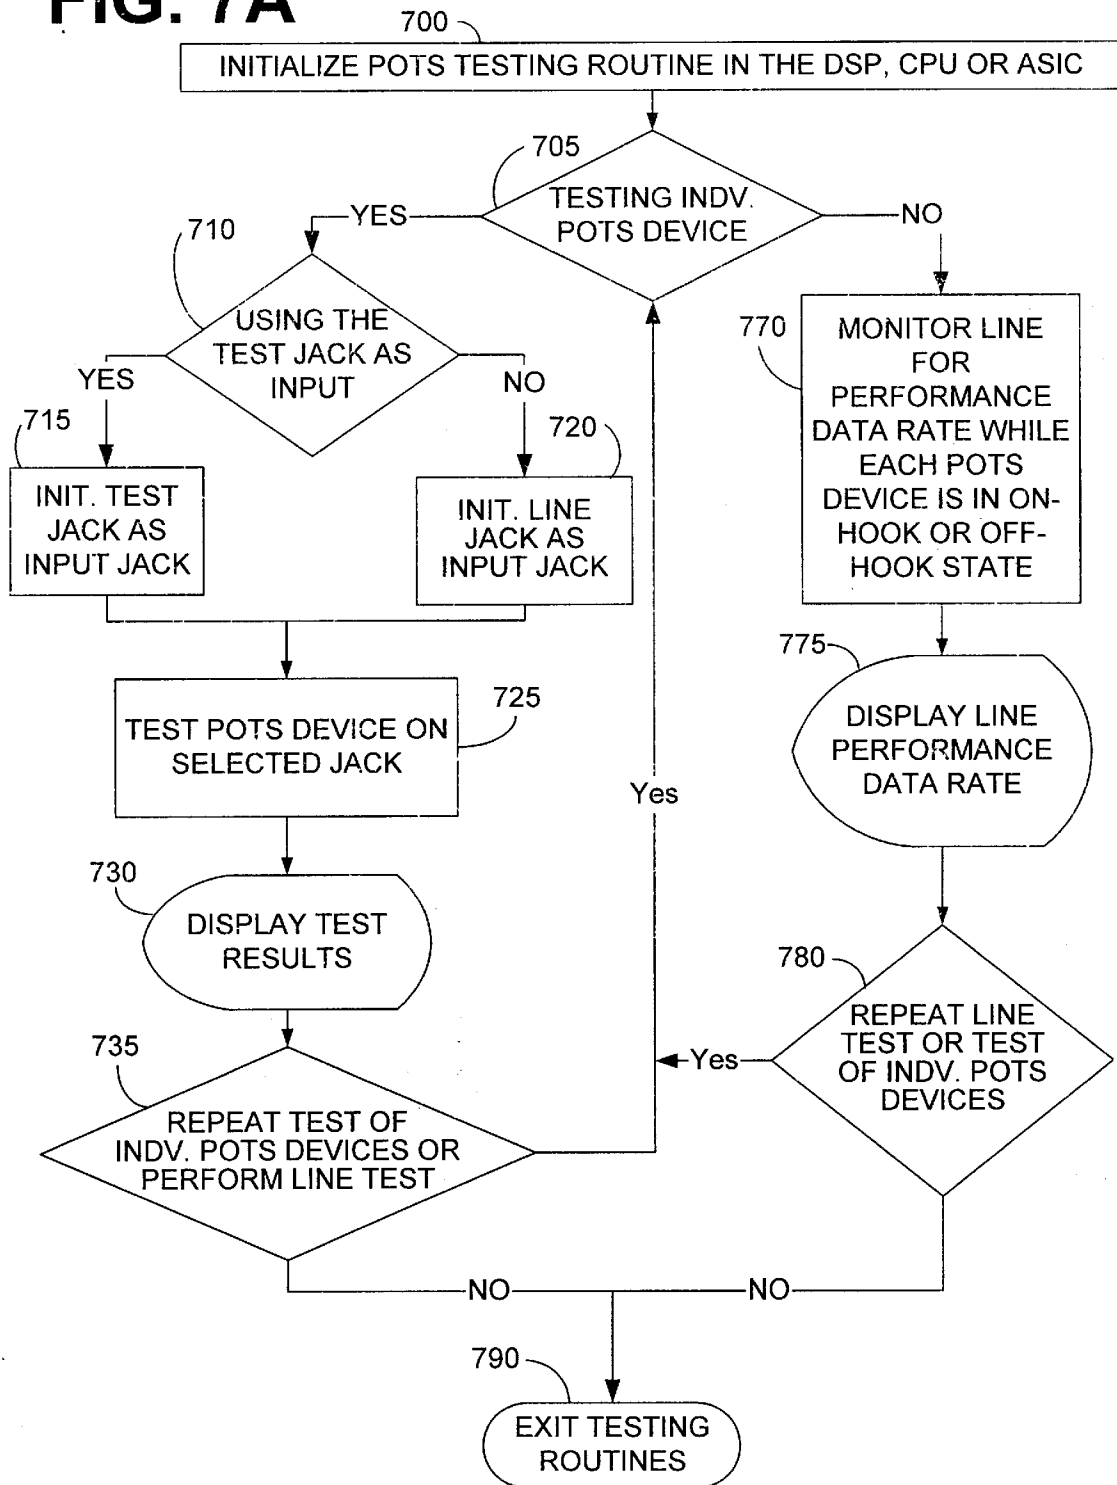 FIG. 7A
700
INITIALIZE POTS TESTING ROUTINE IN THE DSP, CPU OR ASIC
705
TESTING INDV.
POTS DEVICE
YES
NO
710
USING THE
TEST JACK AS
INPUT
YES
NO
715
INIT. TEST
JACK AS
INPUT JACK
720
INIT. LINE
JACK AS
INPUT JACK
770
MONITOR LINE
FOR
PERFORMANCE
DATA RATE WHILE
EACH POTS
DEVICE IS IN ON-
HOOK OR OFF-
HOOK STATE
725
TEST POTS DEVICE ON
SELECTED JACK
775
DISPLAY LINE
PERFORMANCE
DATA RATE
Yes
730
DISPLAY TEST
RESULTS
780
REPEAT LINE
TEST OR TEST
OF INDV. POTS
DEVICES
Yes
735
REPEAT TEST OF
INDV. POTS DEVICES OR
PERFORM LINE TEST
NO
NO
790
EXIT TESTING
ROUTINES